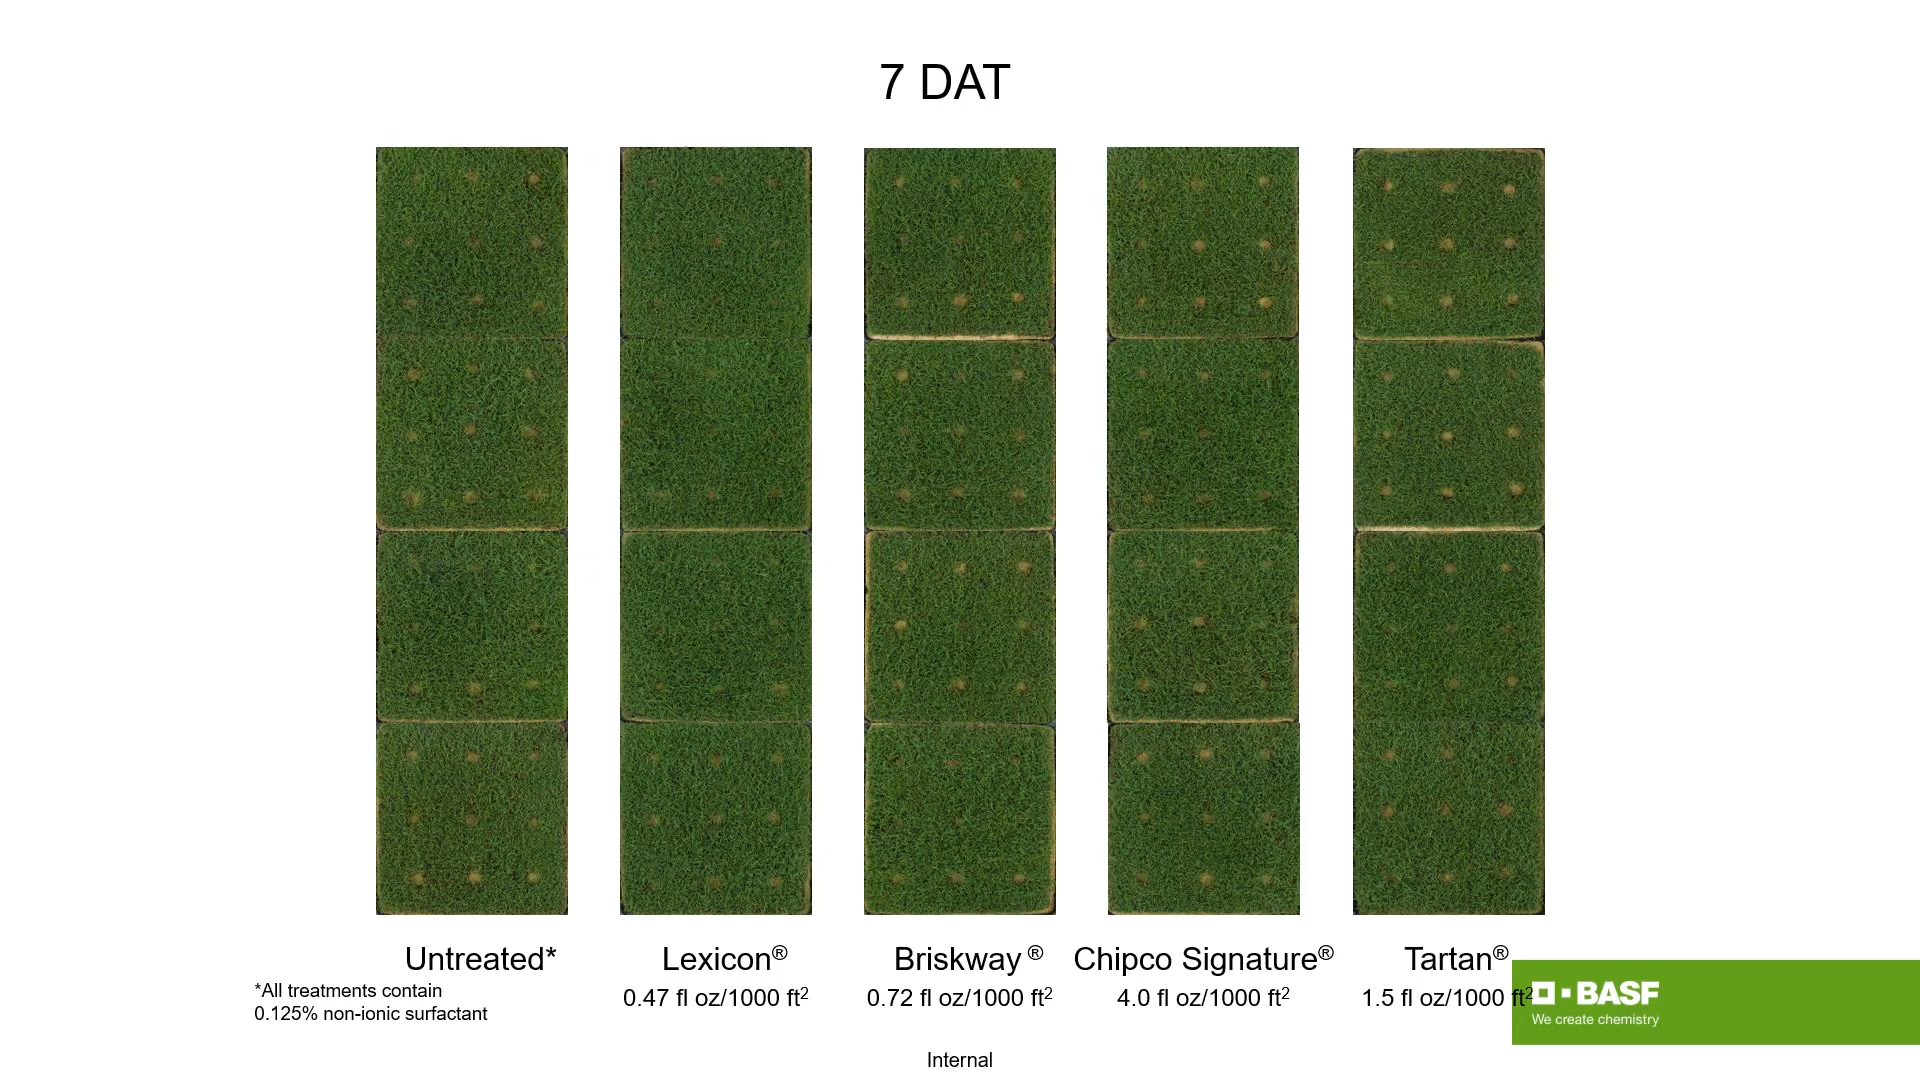 7 DAT
Untreated*
Lexicon®
Briskway ®
Chipco Signature®
Tartan®
*All treatments contain
0.125% non-ionic surfactant
0.47 fl oz/1000 ft²
0.72 fl oz/1000 ft²
4.0 fl oz/1000 ft²
1.5 fl oz/1000 ft²
BASF
We create chemistry
Internal